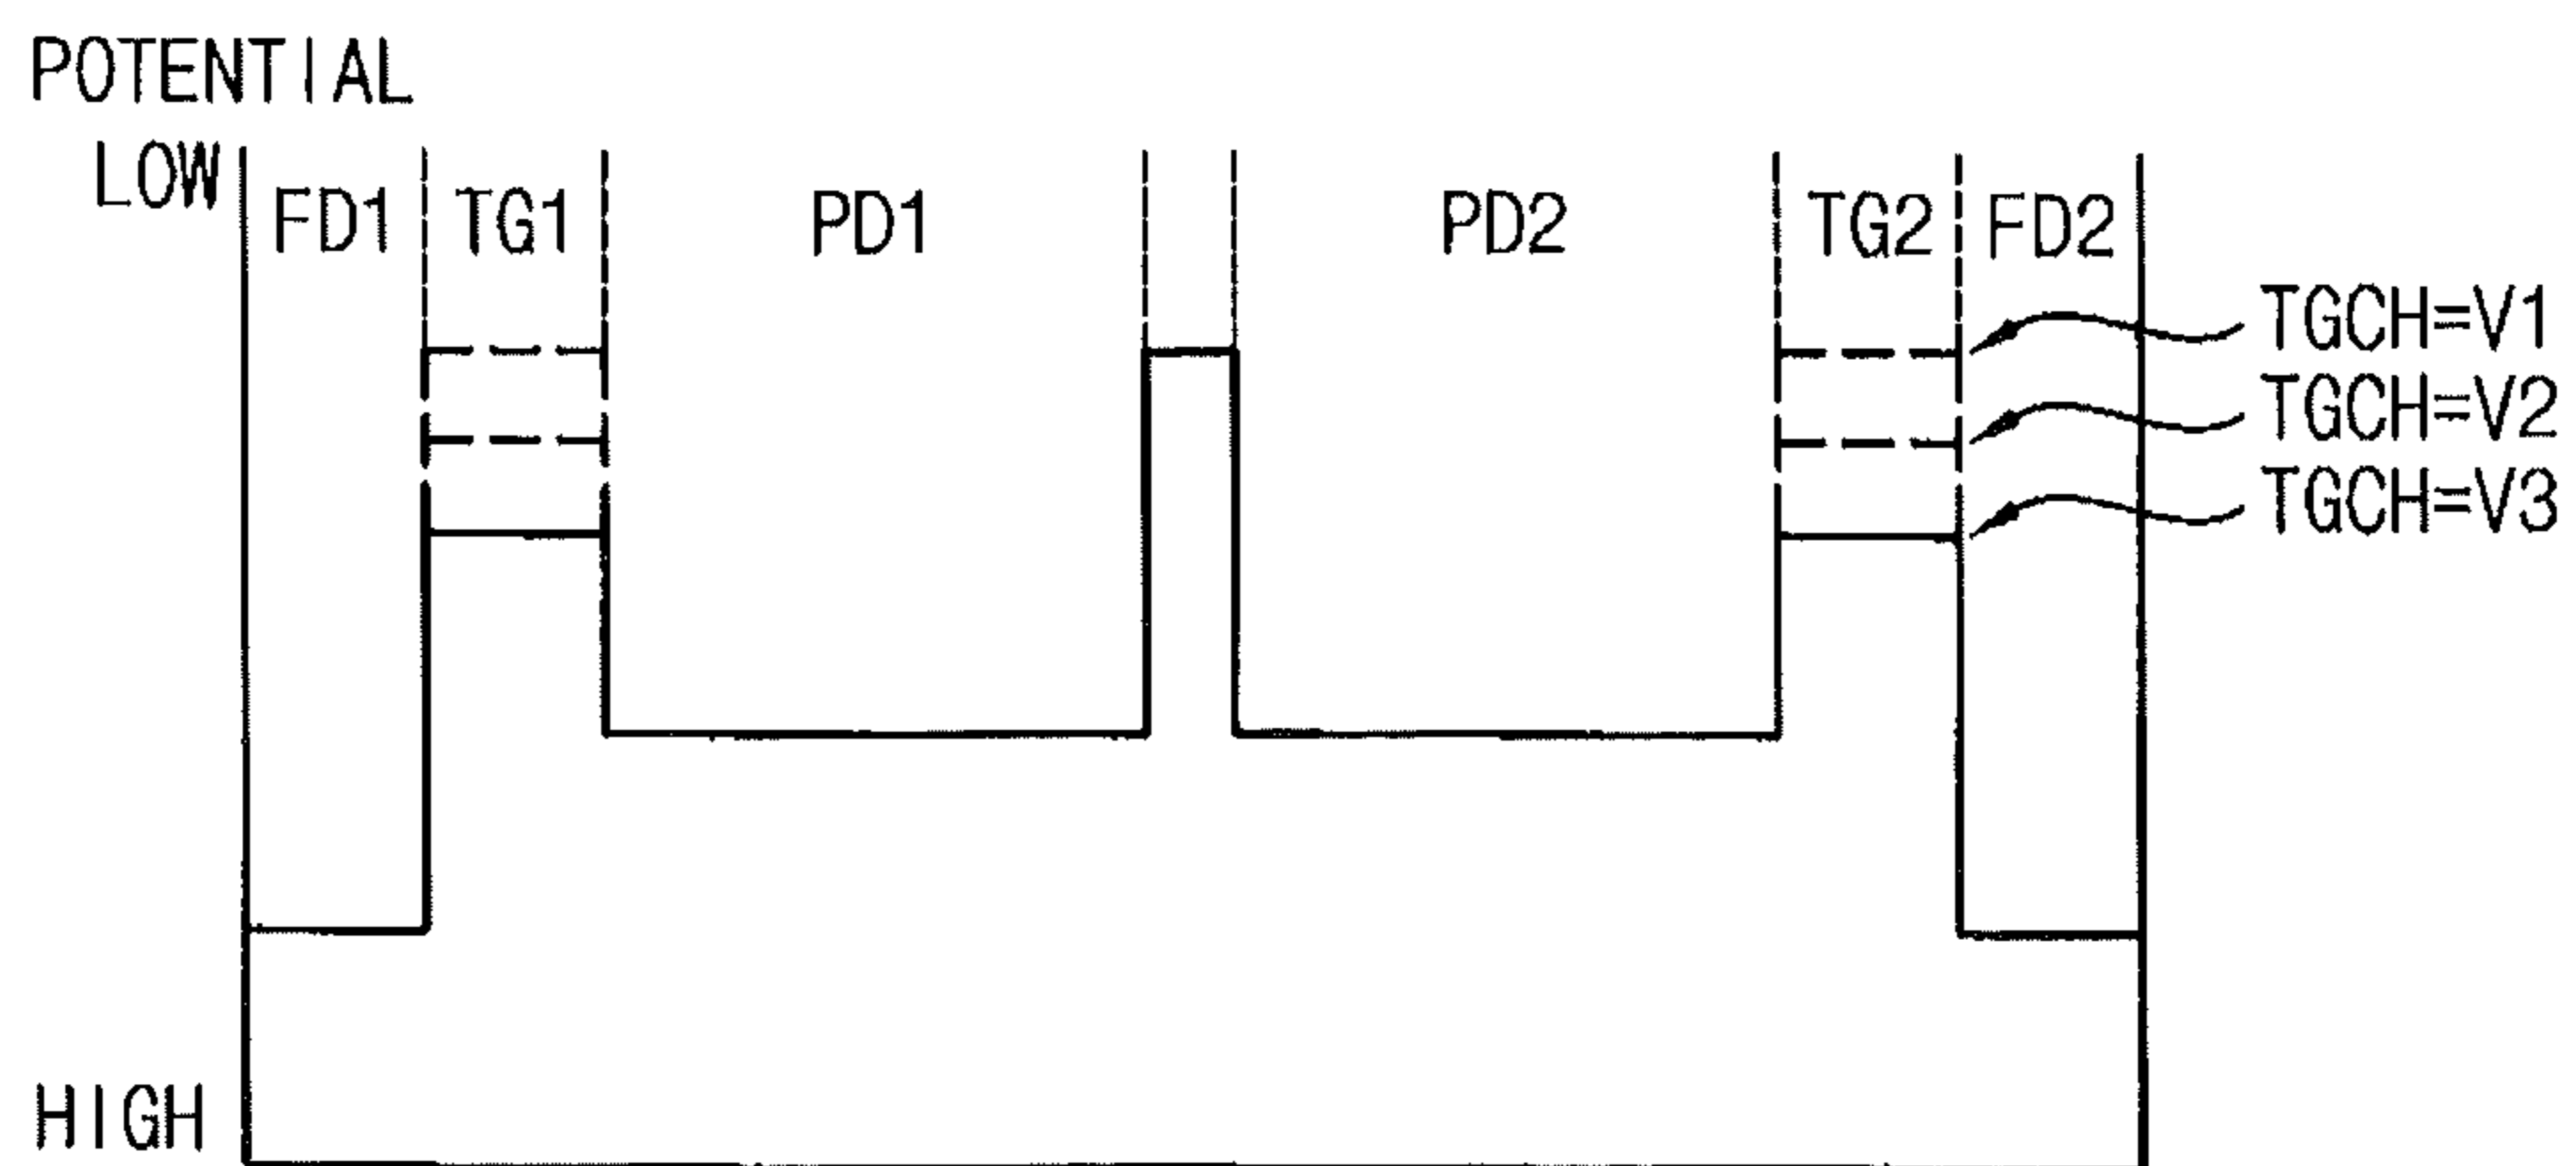 POTENTIAL
LOW
FD1 TG1 PD1 PD2 TG2 FD2
TGCH=V1
TGCH=V2
TGCH=V3
HIGH